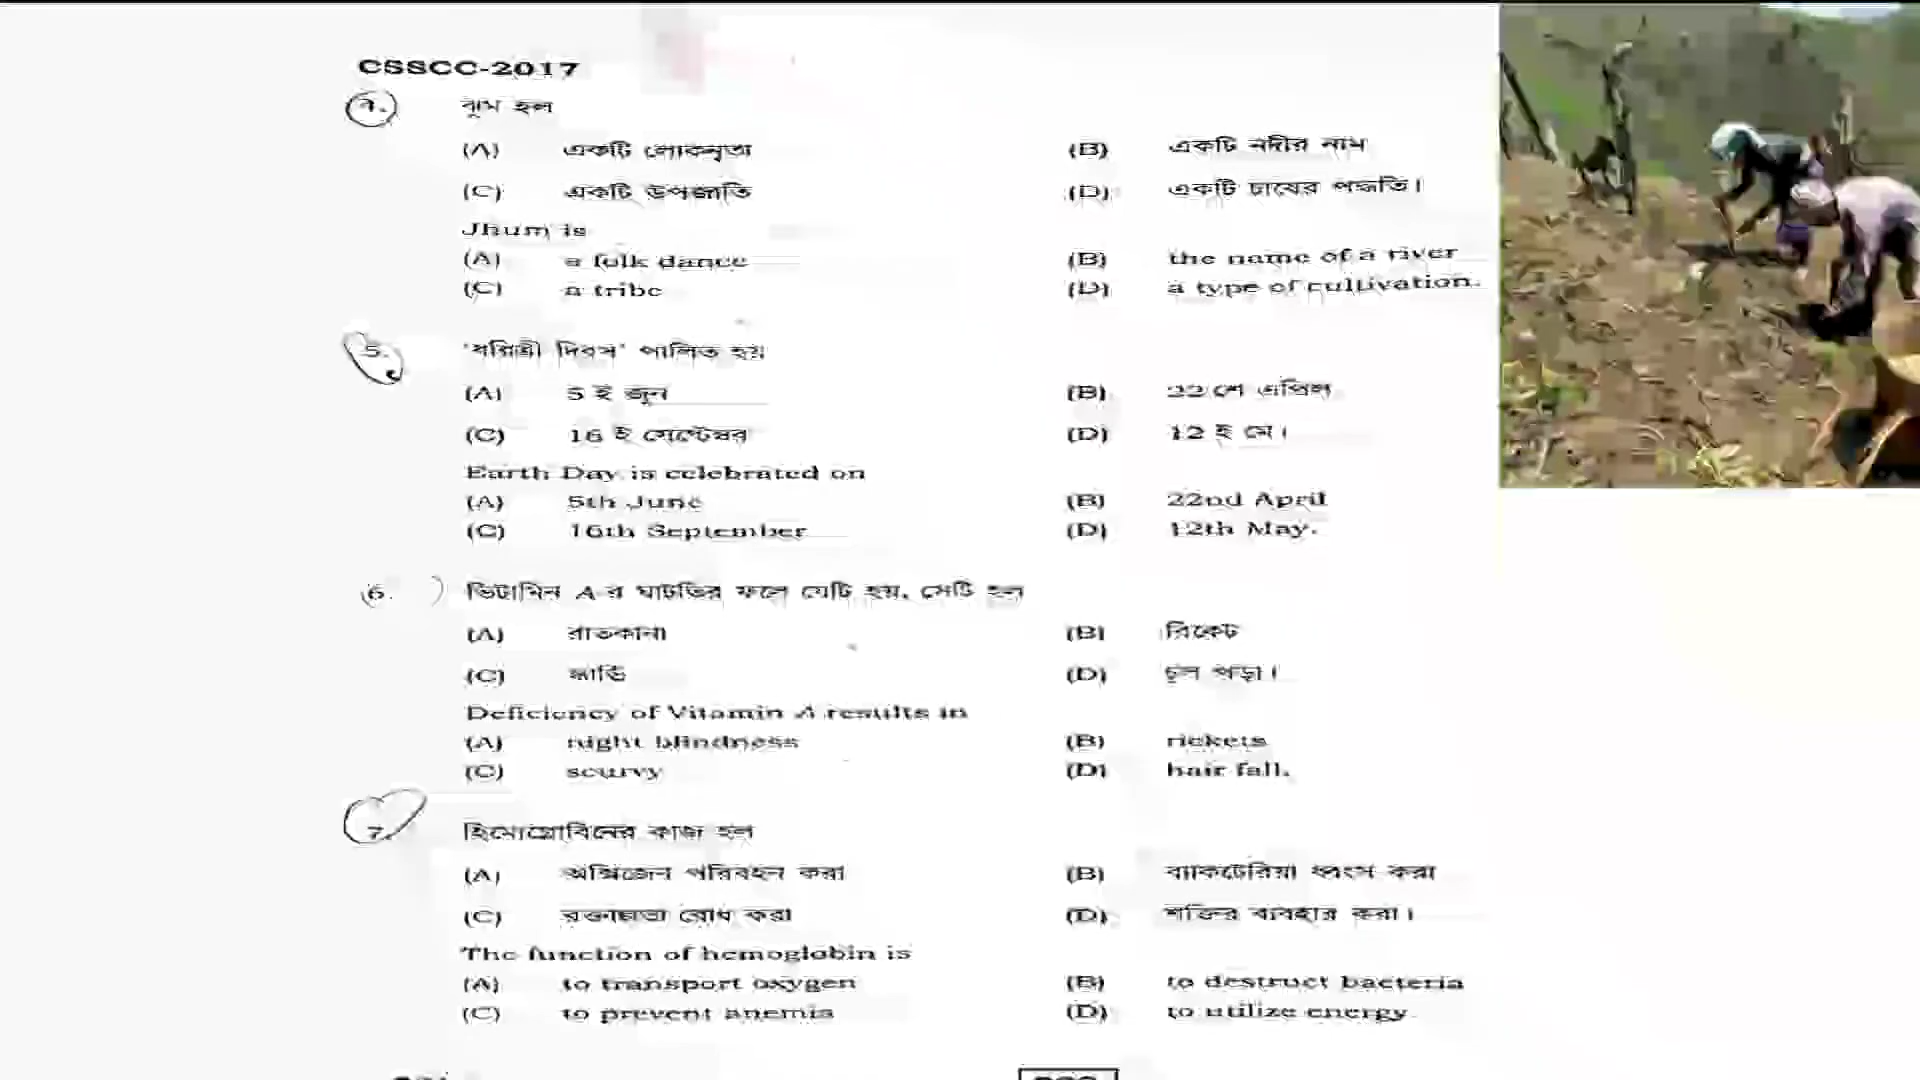 CSSCC-2017
4. ঝুম হল
(A) একটি লোকনৃত্য (B) একটি নদীর নাম
(C) একটি উপজাতি (D) একটি চাষের পদ্ধতি।
Jhum is
(A) a folk dance (B) the name of a river
(C) a tribe (D) a type of cultivation.
5. 'ধরিত্রী দিবস' পালিত হয়
(A) 5 ই জুন (B) 22 শে এপ্রিল
(C) 16 ই সেপ্টেম্বর (D) 12 ই মে।
Earth Day is celebrated on
(A) 5th June (B) 22nd April
(C) 16th September (D) 12th May.
6. ভিটামিন A-র ঘাটতির ফলে যেটি হয়, সেটি হল
(A) রাতকানা (B) রিকেট
(C) স্কার্ভি (D) চুল পড়া।
Deficiency of Vitamin A results in
(A) night blindness (B) rickets
(C) scurvy (D) hair fall.
7. হিমোগ্লোবিনের কাজ হল
(A) অক্সিজেন পরিবহন করা (B) ব্যাকটেরিয়া ধ্বংস করা
(C) রক্তাল্পতা রোধ করা (D) শক্তির ব্যবহার করা।
The function of hemoglobin is
(A) to transport oxygen (B) to destruct bacteria
(C) to prevent anemia (D) to utilize energy